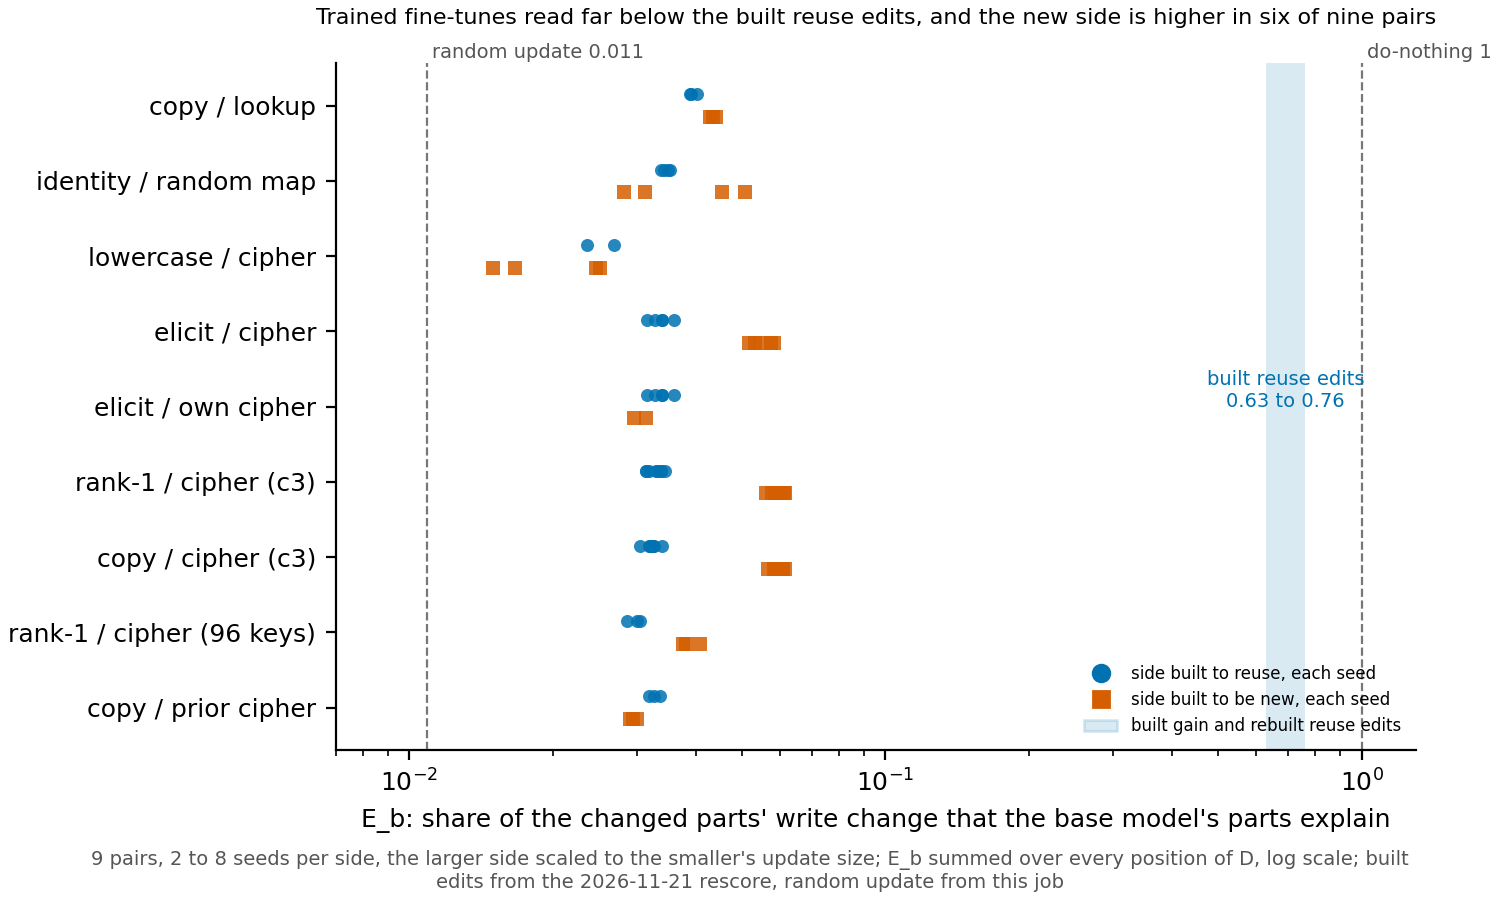 Trained fine-tunes read far below the built reuse edits, and the new side is higher in six of nine pairs
random update 0.011
do-nothing 1
copy / lookup
identity / random map
lowercase / cipher
elicit / cipher
built reuse edits
0.63 to 0.76
elicit / own cipher
rank-1 / cipher (c3)
copy / cipher (c3)
rank-1 / cipher (96 keys)
copy / prior cipher
side built to reuse, each seed
side built to be new, each seed
built gain and rebuilt reuse edits
10⁻² 10⁻¹ 10⁰
E_b: share of the changed parts' write change that the base model's parts explain
9 pairs, 2 to 8 seeds per side, the larger side scaled to the smaller's update size; E_b summed over every position of D, log scale; built
edits from the 2026-11-21 rescore, random update from this job